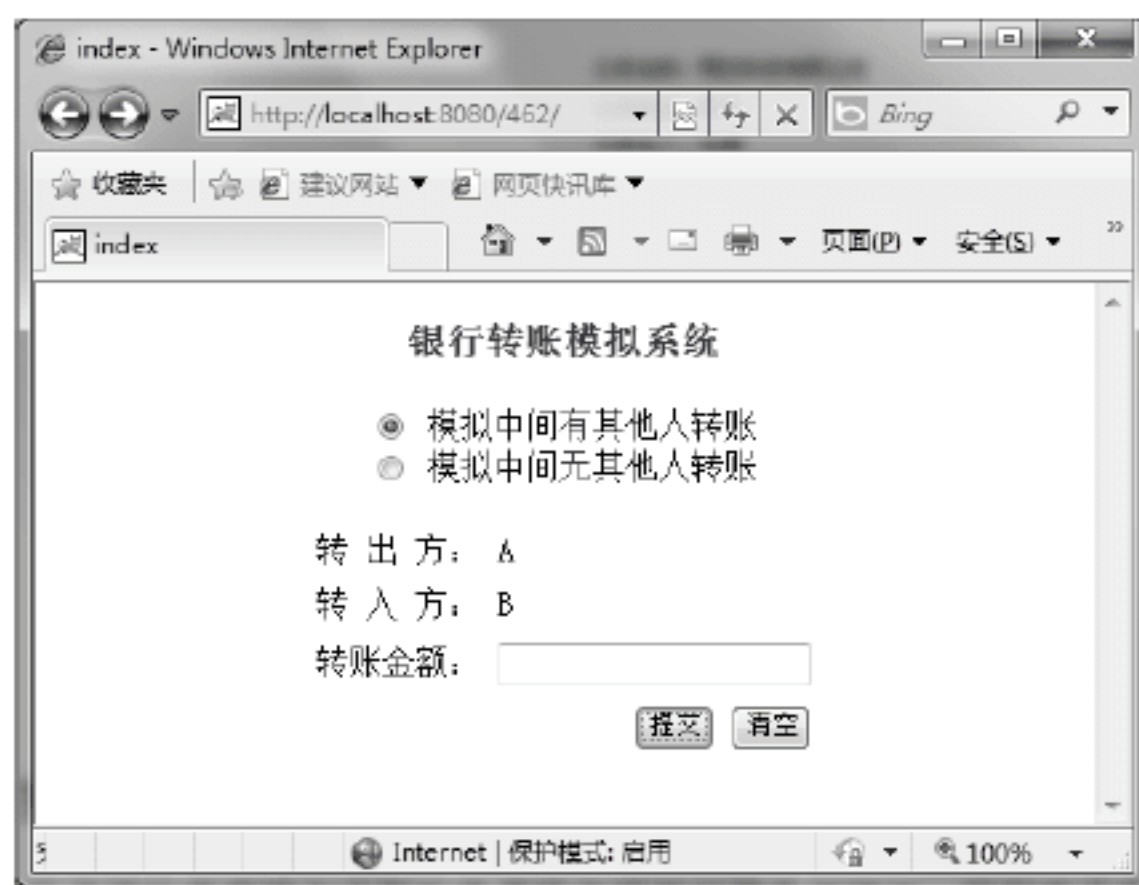 index - Windows Internet Explorer
http://localhost:8080/462/
Bing
收藏夹 建议网站 网页快讯库
index 页面(P) 安全(S) »
银行转账模拟系统
模拟中间有其他人转账
模拟中间无其他人转账
转 出 方： A
转 入 方： B
转账金额：
提交 清空
Internet | 保护模式: 启用 100%